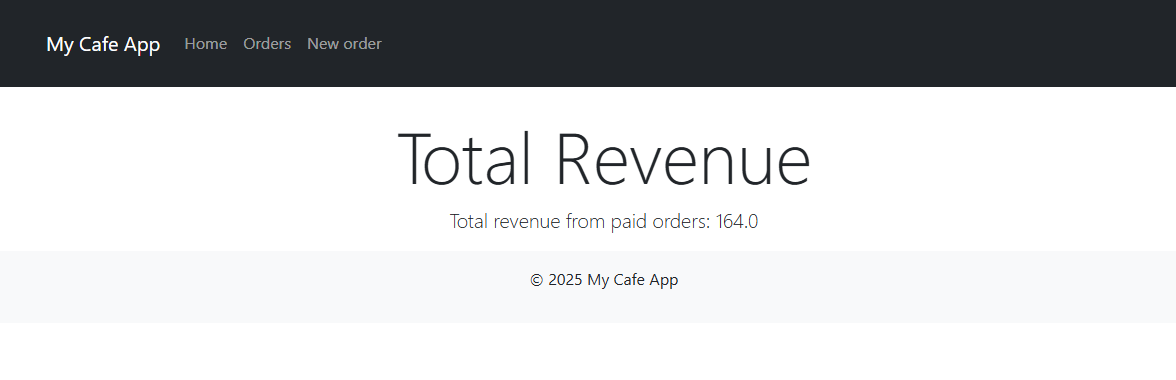 My Cafe App Home Orders New order
Total Revenue
Total revenue from paid orders: 164.0
© 2025 My Cafe App